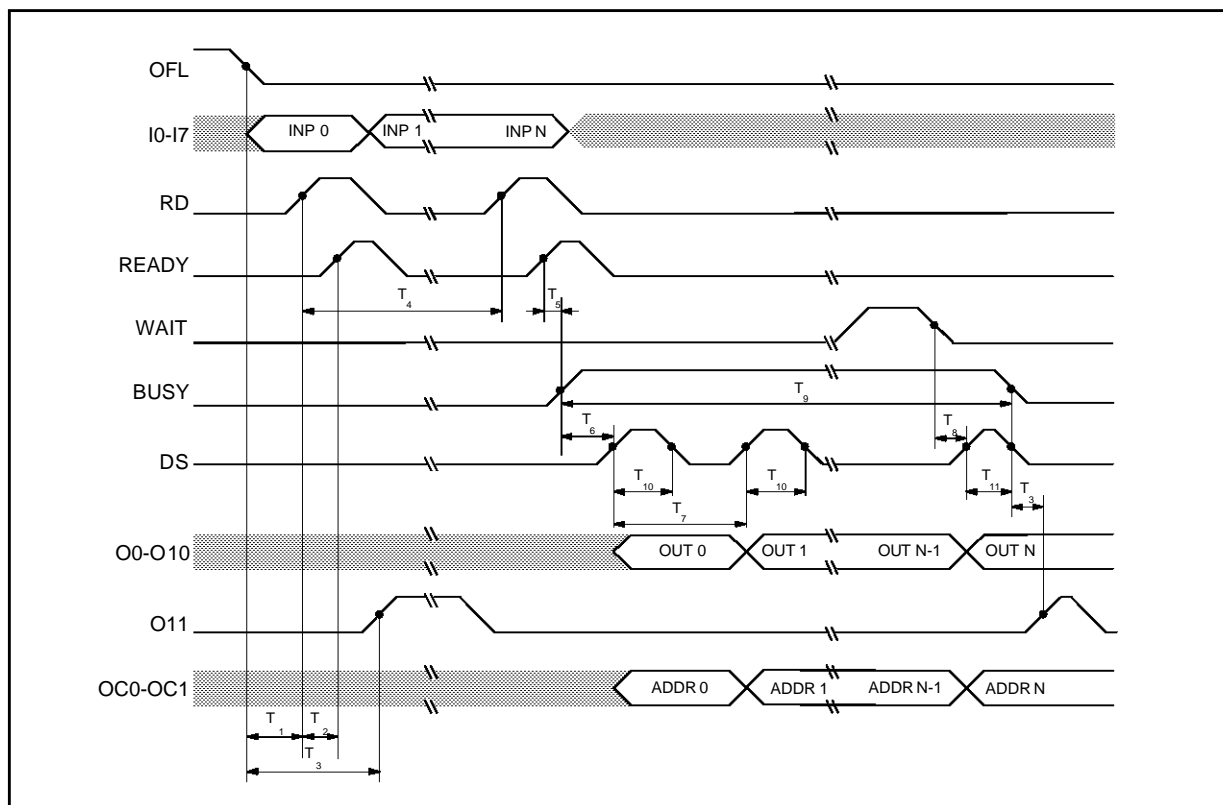 OFL
I0-I7
INP 0
INP 1
INP N
RD
READY
T4
T5
WAIT
BUSY
T9
T6
T8
DS
T10
T10
T11
T7
T3
O0-O10
OUT 0
OUT 1
OUT N-1
OUT N
O11
OC0-OC1
ADDR 0
ADDR 1
ADDR N-1
ADDR N
T1
T2
T3